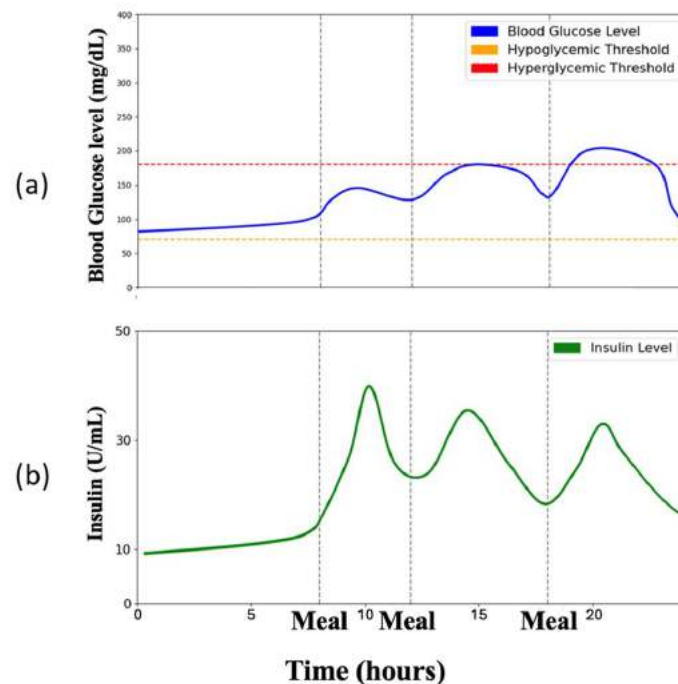 400
350
300
250
200
150
100
50
0
Blood Glucose level (mg/dL)
Blood Glucose Level
Hypoglycemic Threshold
Hyperglycemic Threshold
(a)
50
30
10
0
Insulin (U/mL)
Insulin Level
(b)
0 5 10 15 20
Meal Meal Meal
Time (hours)